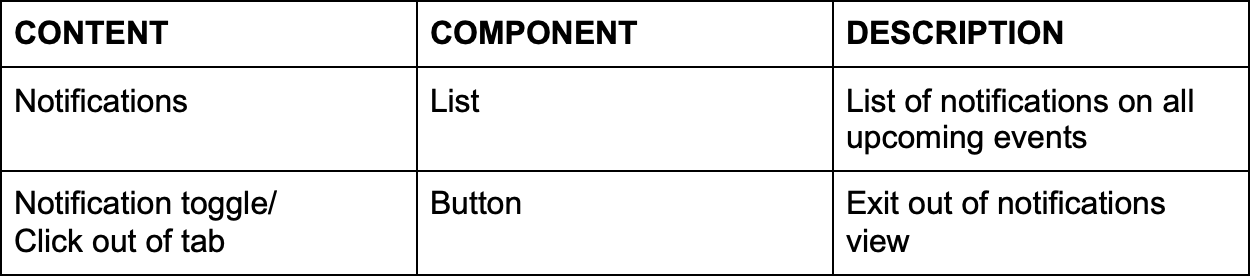 CONTENT COMPONENT DESCRIPTION
Notifications List List of notifications on all
upcoming events
Notification toggle/ Button Exit out of notifications
Click out of tab view